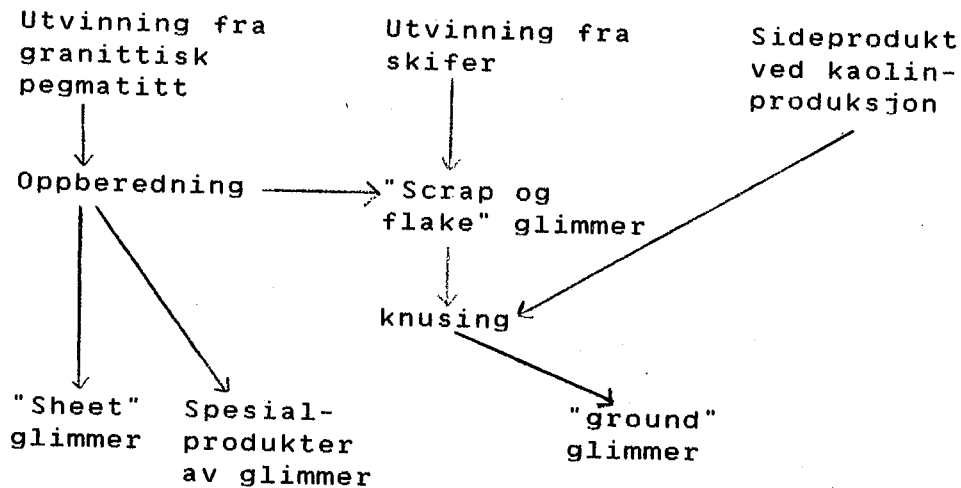 Utvinning fra
granittisk
pegmatitt
Utvinning fra
skifer
Sideprodukt
ved kaolin-
produksjon
Oppberedning
"Scrap og
flake" glimmer
knusing
"Sheet"
glimmer
Spesial-
produkter
av glimmer
"ground"
glimmer